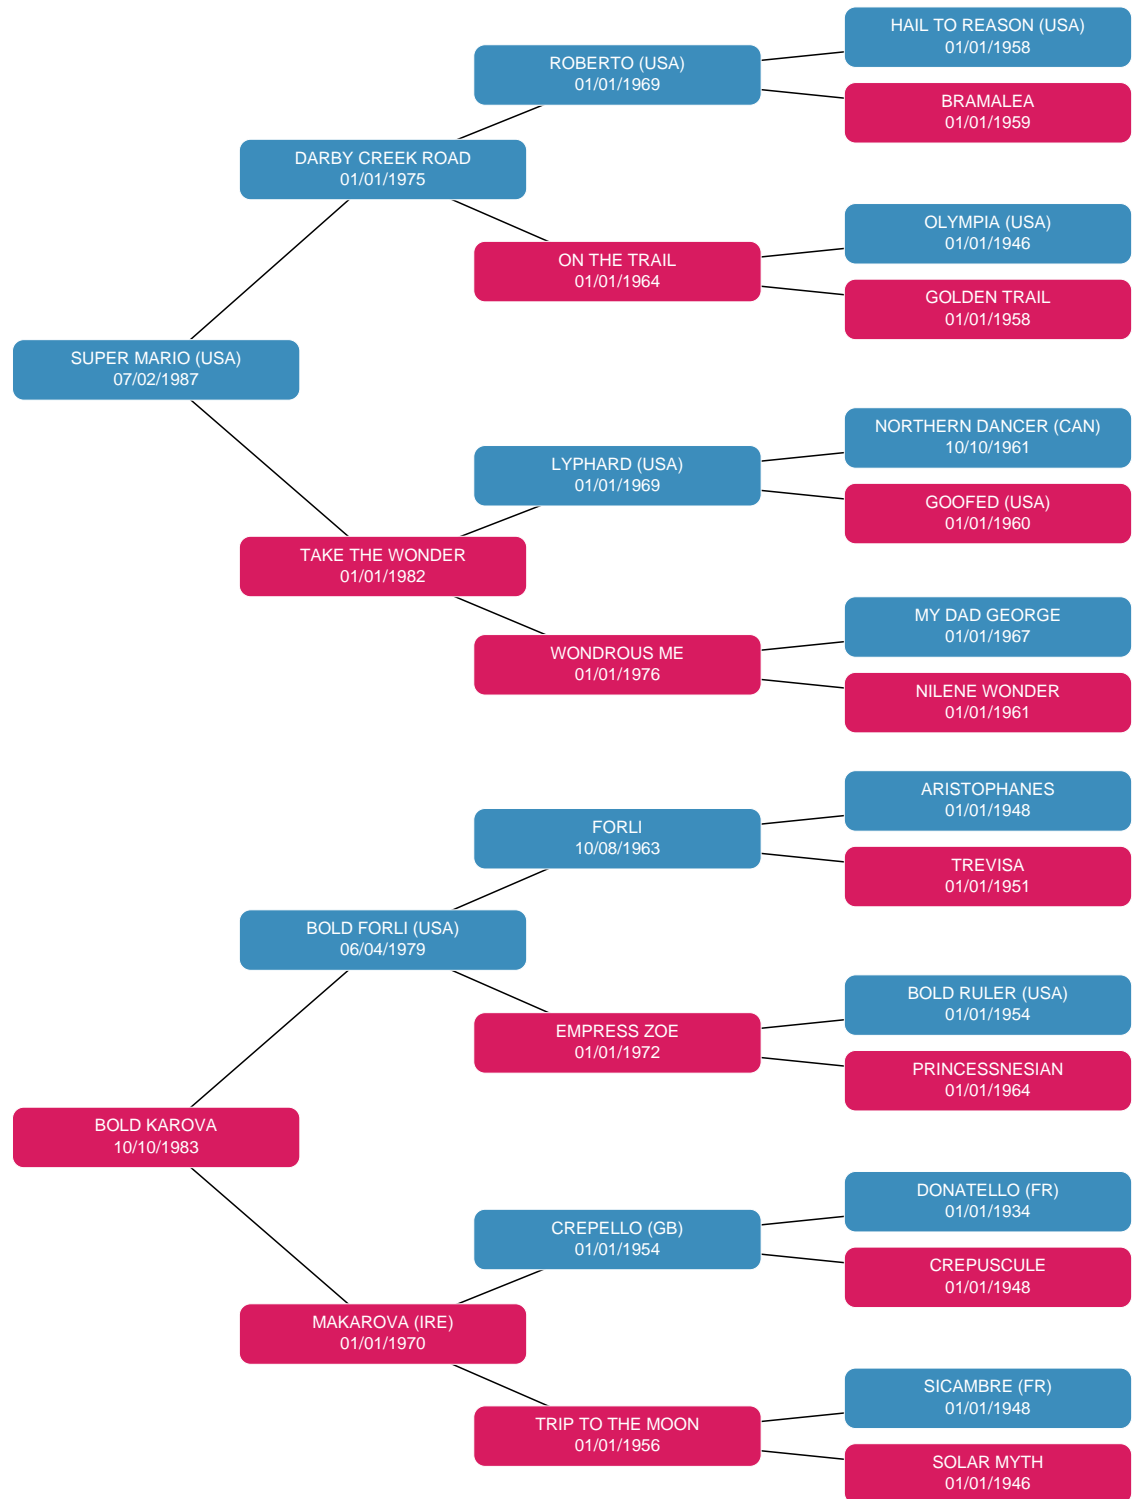 HAIL TO REASON (USA)
01/01/1958
ROBERTO (USA)
01/01/1969
BRAMALEA
01/01/1959
DARBY CREEK ROAD
01/01/1975
OLYMPIA (USA)
01/01/1946
ON THE TRAIL
01/01/1964
GOLDEN TRAIL
01/01/1958
SUPER MARIO (USA)
07/02/1987
NORTHERN DANCER (CAN)
10/10/1961
LYPHARD (USA)
01/01/1969
GOOFED (USA)
01/01/1960
TAKE THE WONDER
01/01/1982
MY DAD GEORGE
01/01/1967
WONDROUS ME
01/01/1976
NILENE WONDER
01/01/1961
ARISTOPHANES
01/01/1948
FORLI
10/08/1963
TREVISA
01/01/1951
BOLD FORLI (USA)
06/04/1979
BOLD RULER (USA)
01/01/1954
EMPRESS ZOE
01/01/1972
PRINCESSNESIAN
01/01/1964
BOLD KAROVA
10/10/1983
DONATELLO (FR)
01/01/1934
CREPELLO (GB)
01/01/1954
CREPUSCULE
01/01/1948
MAKAROVA (IRE)
01/01/1970
SICAMBRE (FR)
01/01/1948
TRIP TO THE MOON
01/01/1956
SOLAR MYTH
01/01/1946